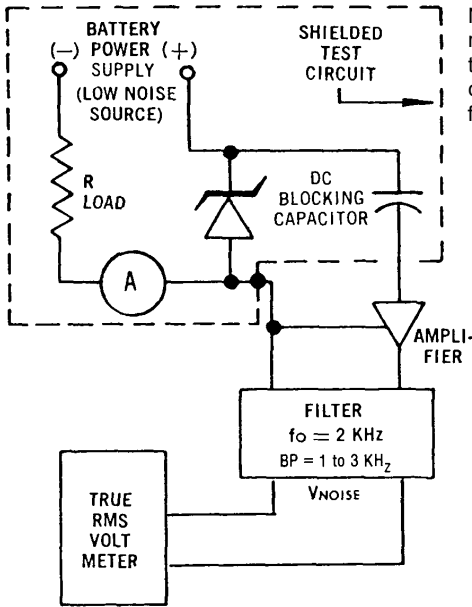 BATTERY
(-) POWER (+)
SUPPLY
(LOW NOISE
SOURCE)
SHIELDED
TEST
CIRCUIT
R
LOAD
DC
BLOCKING
CAPACITOR
A
AMPLI-
FIER
FILTER
fo = 2 KHz
BP = 1 to 3 KHz
VNOISE
TRUE
RMS
VOLT
METER